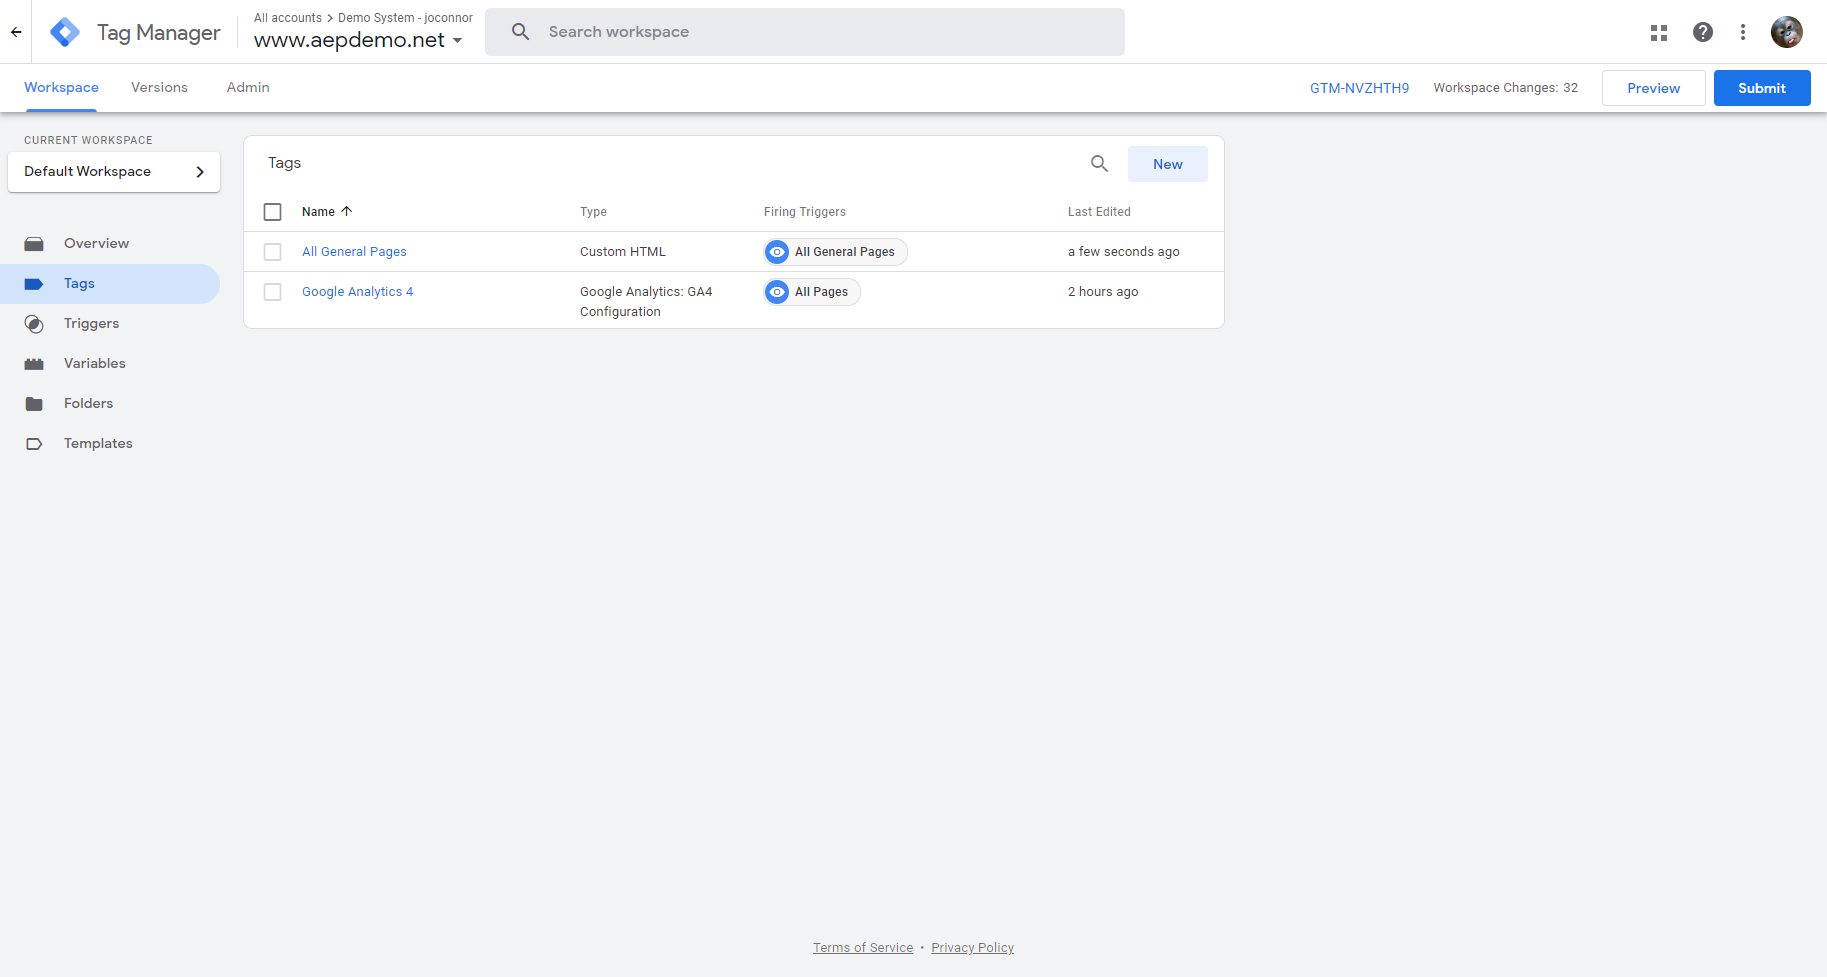 Tag Manager
All accounts > Demo System - joconnor
www.aepdemo.net
Search workspace
Workspace
Versions
Admin
GTM-NVZHTH9
Workspace Changes: 32
Preview
Submit
CURRENT WORKSPACE
Default Workspace
Overview
Tags
Triggers
Variables
Folders
Templates
Tags
New
Name
Type
Firing Triggers
Last Edited
All General Pages
Custom HTML
All General Pages
a few seconds ago
Google Analytics 4
Google Analytics: GA4
Configuration
All Pages
2 hours ago
Terms of Service • Privacy Policy